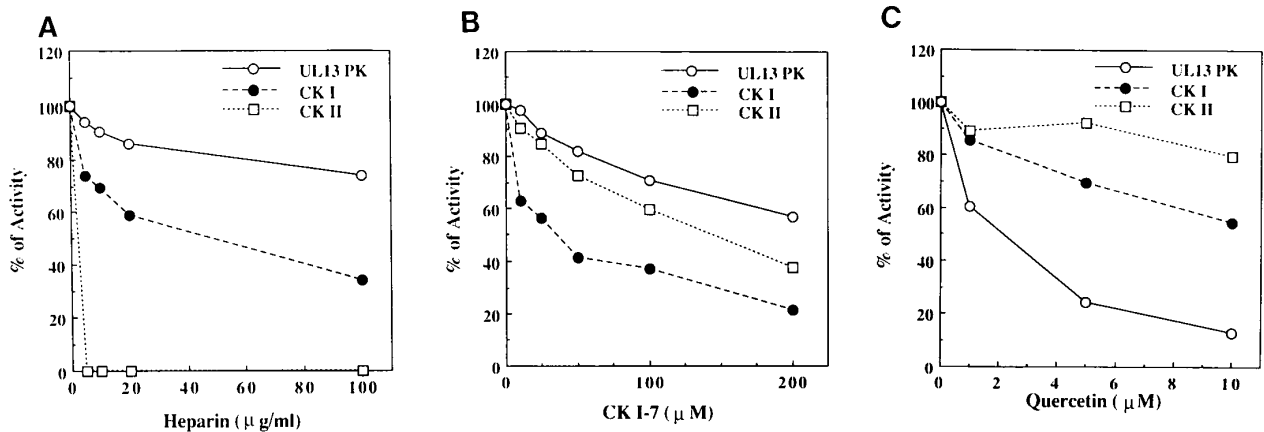 A
120
100
80
60
40
20
0
% of Activity
UL13 PK
CK I
CK II
0 20 40 60 80 100
Heparin ( μ g/ml)
B
120
100
80
60
40
20
0
% of Activity
UL13 PK
CK I
CK II
0 100 200
CK I-7 ( μ M)
C
120
100
80
60
40
20
0
% of Activity
UL13 PK
CK I
CK II
0 2 4 6 8 10
Quercetin ( μ M)